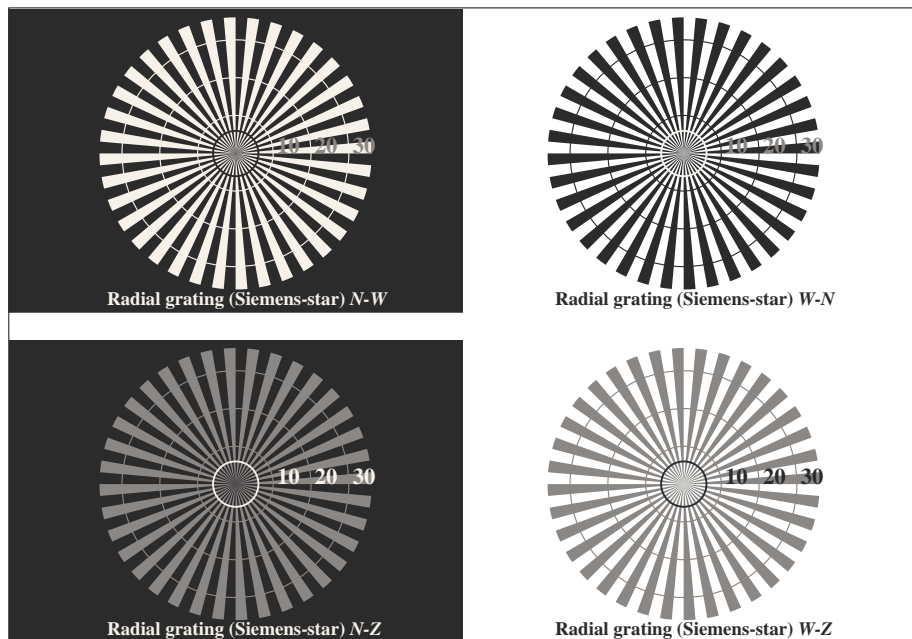 10 20 30
Radial grating (Siemens-star) N-W
10 20 30
Radial grating (Siemens-star) W-N
10 20 30
Radial grating (Siemens-star) N-Z
10 20 30
Radial grating (Siemens-star) W-Z